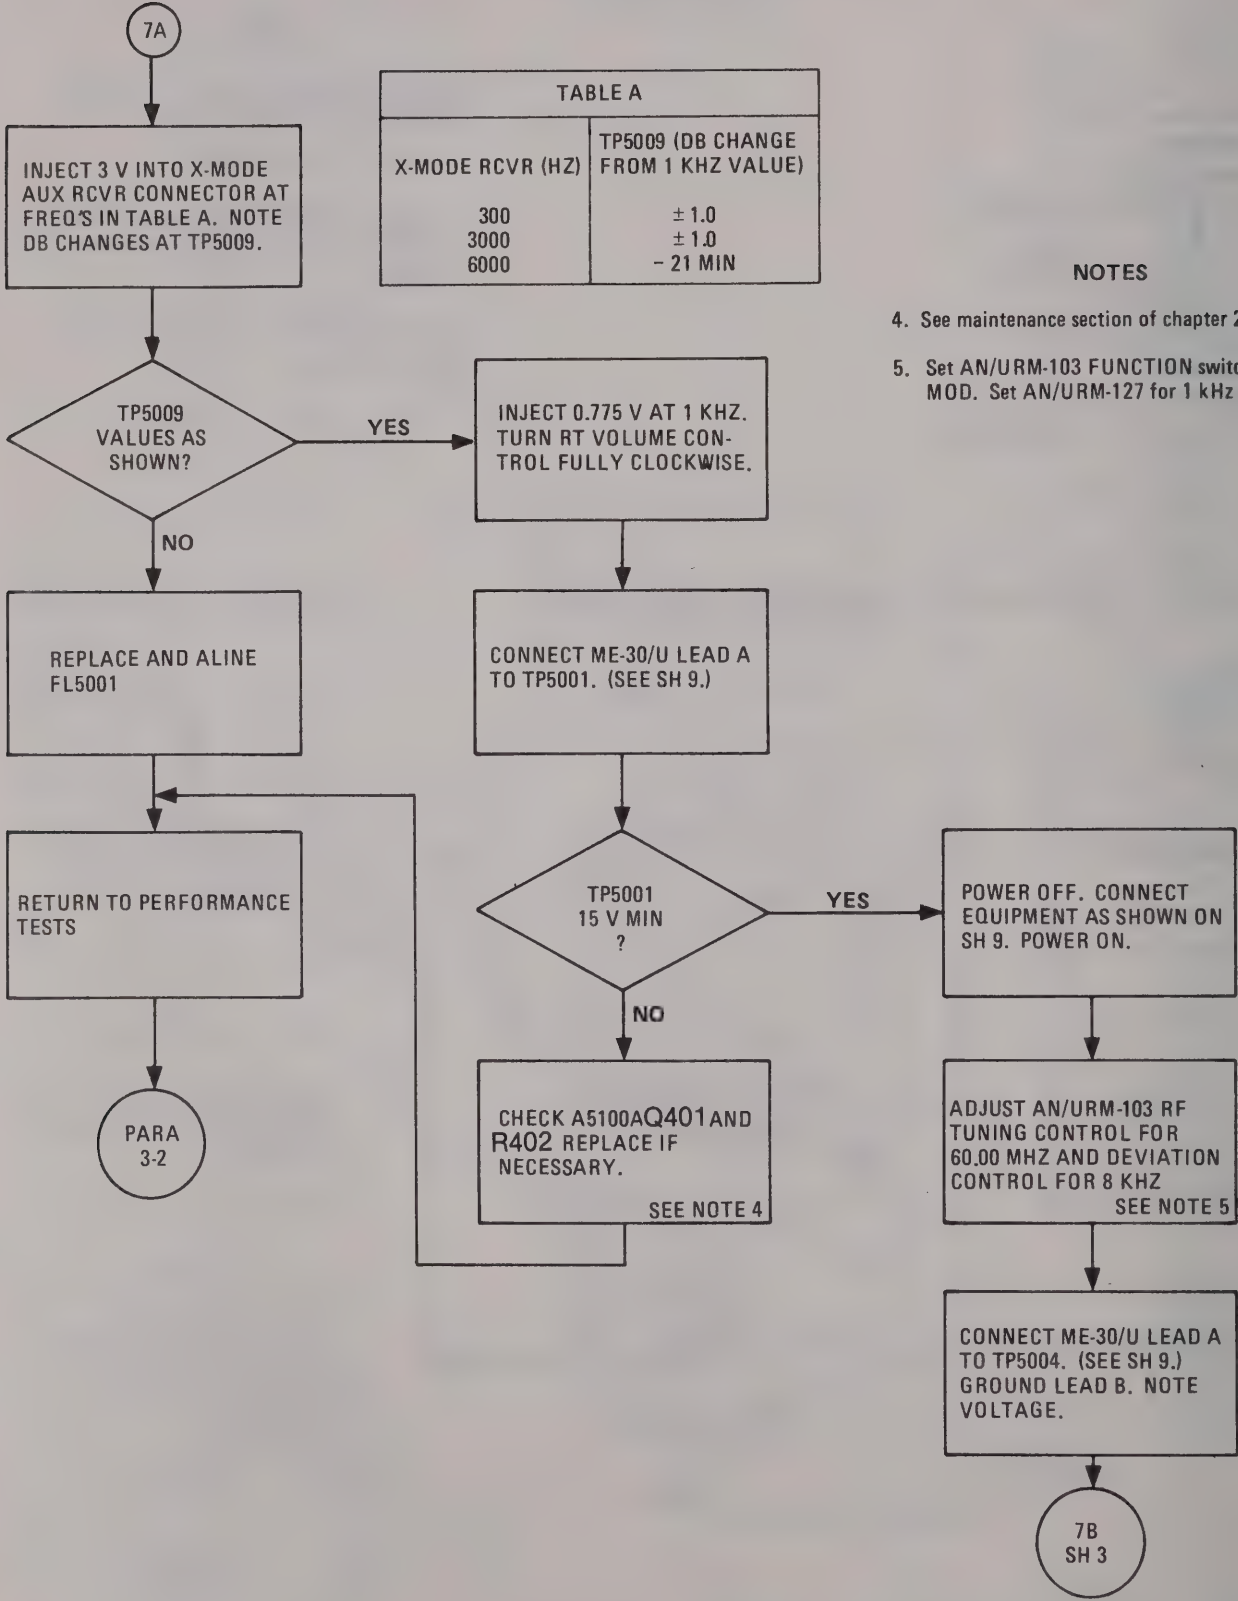 7A
INJECT 3 V INTO X-MODE
AUX RCVR CONNECTOR AT
FREQ'S IN TABLE A. NOTE
DB CHANGES AT TP5009.
TABLE A
X-MODE RCVR (HZ)
TP5009 (DB CHANGE
FROM 1 KHZ VALUE)
300 ± 1.0
3000 ± 1.0
6000 – 21 MIN
NOTES
4. See maintenance section of chapter 2
5. Set AN/URM-103 FUNCTION
MOD. Set AN/URM-127 for 1 kHz
TP5009
VALUES AS
SHOWN?
YES
NO
INJECT 0.775 V AT 1 KHZ.
TURN RT VOLUME CON-
TROL FULLY CLOCKWISE.
REPLACE AND ALINE
FL5001
CONNECT ME-30/U LEAD A
TO TP5001. (SEE SH 9.)
RETURN TO PERFORMANCE
TESTS
PARA
3-2
TP5001
15 V MIN
?
YES
NO
CHECK A5100AQ401 AND
R402 REPLACE IF
NECESSARY.
SEE NOTE 4
POWER OFF. CONNECT
EQUIPMENT AS SHOWN ON
SH 9. POWER ON.
ADJUST AN/URM-103 RF
TUNING CONTROL FOR
60.00 MHZ AND DEVIATION
CONTROL FOR 8 KHZ
SEE NOTE 5
CONNECT ME-30/U LEAD A
TO TP5004. (SEE SH 9.)
GROUND LEAD B. NOTE
VOLTAGE.
7B
SH 3